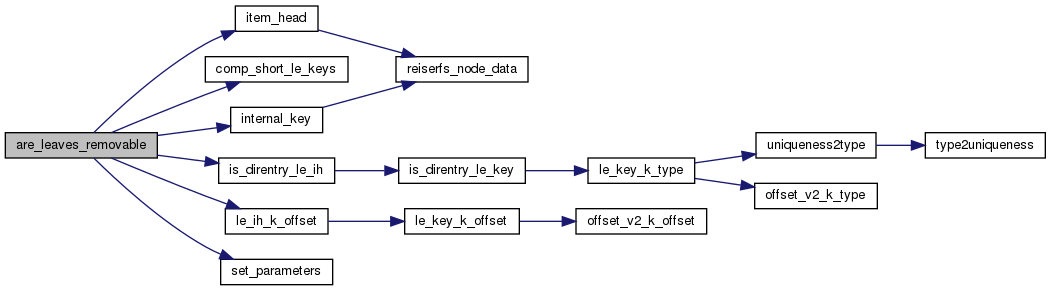 item_head
comp_short_le_keys
reiserfs_node_data
internal_key
are_leaves_removable
uniqueness2type
type2uniqueness
is_direntry_le_ih
is_direntry_le_key
le_key_k_type
offset_v2_k_type
le_ih_k_offset
le_key_k_offset
offset_v2_k_offset
set_parameters